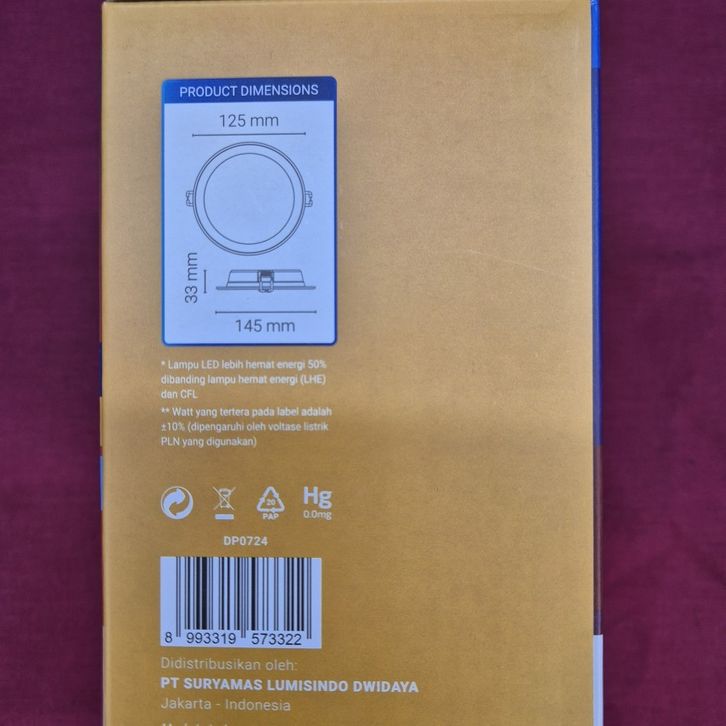 PRODUCT DIMENSIONS
125 mm
33 mm
145 mm
* Lampu LED lebih hemat energi 50%
dibanding lampu hemat energi (LHE)
dan CFL
** Watt yang tertera pada label adalah
±10% (dipengaruhi oleh voltase listrik
PLN yang digunakan)
20
PAP
Hg
0.0mg
DP0724
8 993319 573322
Didistribusikan oleh:
PT SURYAMAS LUMISINDO DWIDAYA
Jakarta - Indonesia